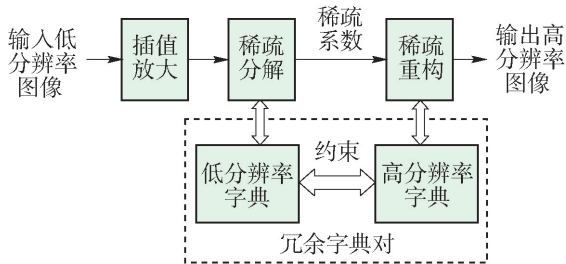 输入低
分辨率
图像
插值
放大
稀疏
分解
稀疏
系数
稀疏
重构
输出高
分辨率
图像
低分辨率
字典
约束
高分辨率
字典
冗余字典对